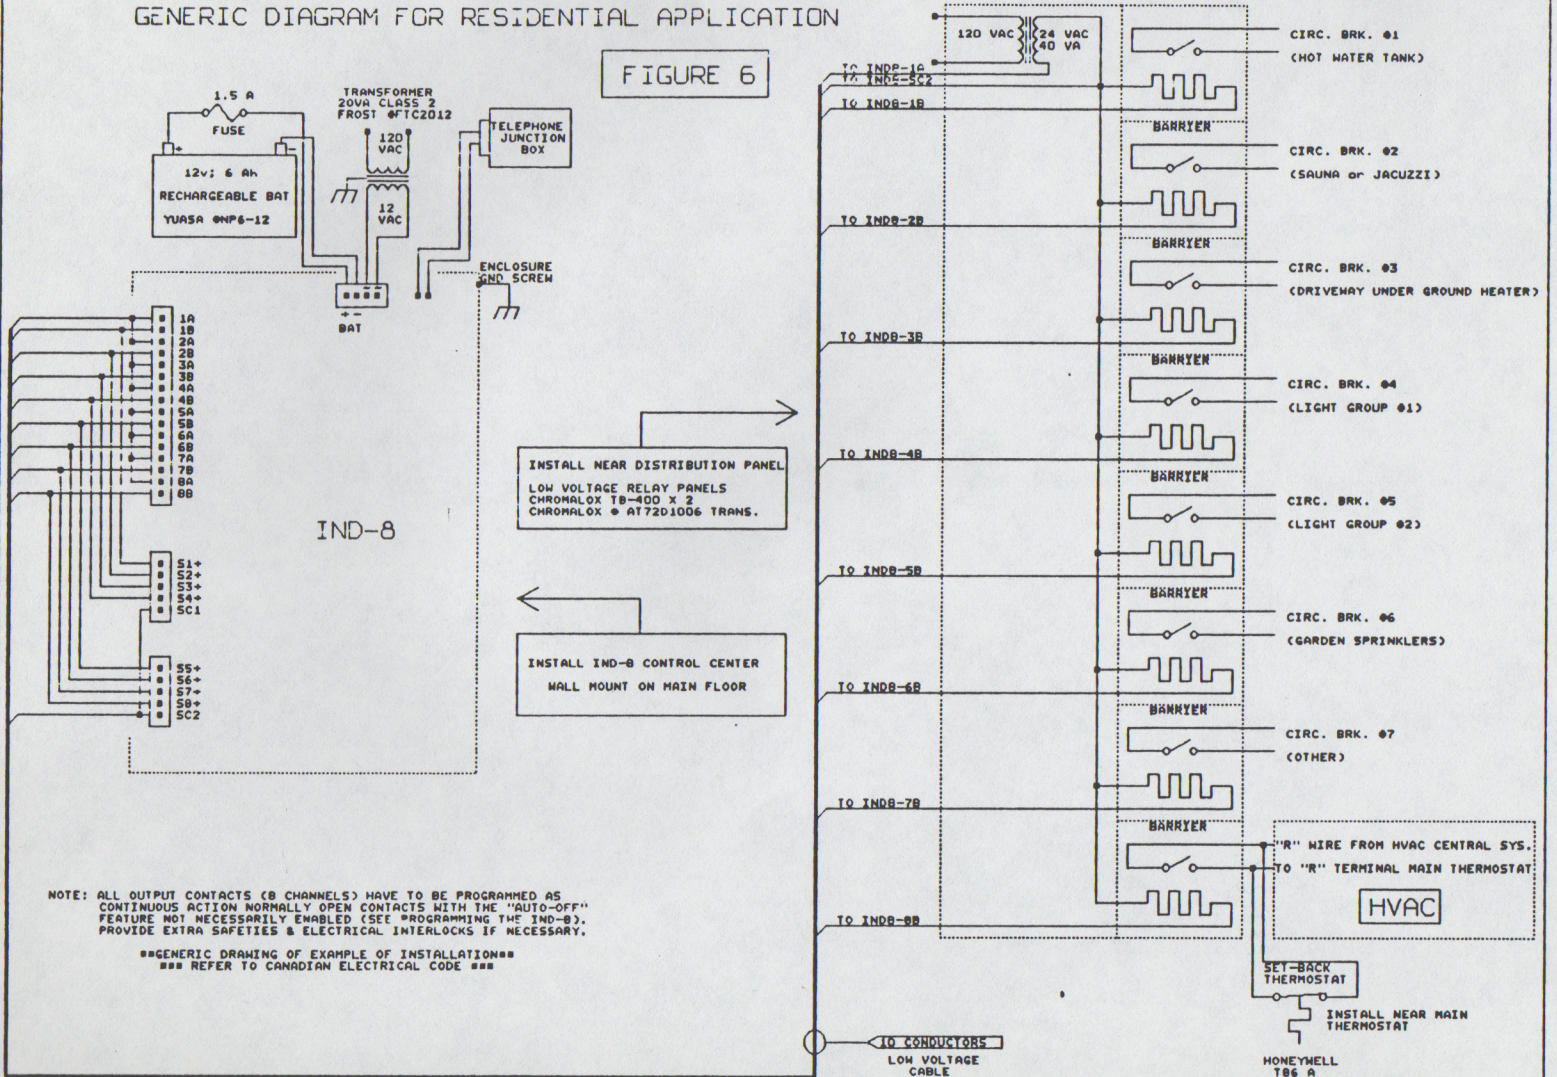 GENERIC DIAGRAM FOR RESIDENTIAL APPLICATION
FIGURE 6
1.5 A
FUSE
+
-
12v; 6 Ah
RECHARGEABLE BAT
YUASA #NP6-12
TRANSFORMER
20VA CLASS 2
FROST #FTC2012
120
VAC
12
VAC
TELEPHONE
JUNCTION
BOX
ENCLOSURE
GND SCREW
+ -
BAT
1A
1B
2A
2B
3A
3B
4A
4B
5A
5B
6A
6B
7A
7B
8A
8B
IND-8
S1+
S2+
S3+
S4+
SC1
S5+
S6+
S7+
S8+
SC2
INSTALL NEAR DISTRIBUTION PANEL
LOW VOLTAGE RELAY PANELS
CHROMALOX TB-400 X 2
CHROMALOX # AT72D1006 TRANS.
INSTALL IND-8 CONTROL CENTER
WALL MOUNT ON MAIN FLOOR
NOTE: ALL OUTPUT CONTACTS (8 CHANNELS) HAVE TO BE PROGRAMMED AS
CONTINUOUS ACTION NORMALLY OPEN CONTACTS WITH THE "AUTO-OFF"
FEATURE NOT NECESSARILY ENABLED (SEE PROGRAMMING THE IND-8).
PROVIDE EXTRA SAFETIES & ELECTRICAL INTERLOCKS IF NECESSARY.
**GENERIC DRAWING OF EXAMPLE OF INSTALLATION**
*** REFER TO CANADIAN ELECTRICAL CODE ***
120 VAC
24 VAC
40 VA
TO IND8-1A
TO IND8-SC2
TO IND8-1B
TO IND8-2B
TO IND8-3B
TO IND8-4B
TO IND8-5B
TO IND8-6B
TO IND8-7B
TO IND8-8B
BARRIER
BARRIER
BARRIER
BARRIER
BARRIER
BARRIER
BARRIER
CIRC. BRK. #1
(HOT WATER TANK)
CIRC. BRK. #2
(SAUNA or JACUZZI)
CIRC. BRK. #3
(DRIVEWAY UNDER GROUND HEATER)
CIRC. BRK. #4
(LIGHT GROUP #1)
CIRC. BRK. #5
(LIGHT GROUP #2)
CIRC. BRK. #6
(GARDEN SPRINKLERS)
CIRC. BRK. #7
(OTHER)
"R" WIRE FROM HVAC CENTRAL SYS.
TO "R" TERMINAL MAIN THERMOSTAT
HVAC
SET-BACK
THERMOSTAT
INSTALL NEAR MAIN
THERMOSTAT
HONEYWELL
T86 A
10 CONDUCTORS
LOW VOLTAGE
CABLE